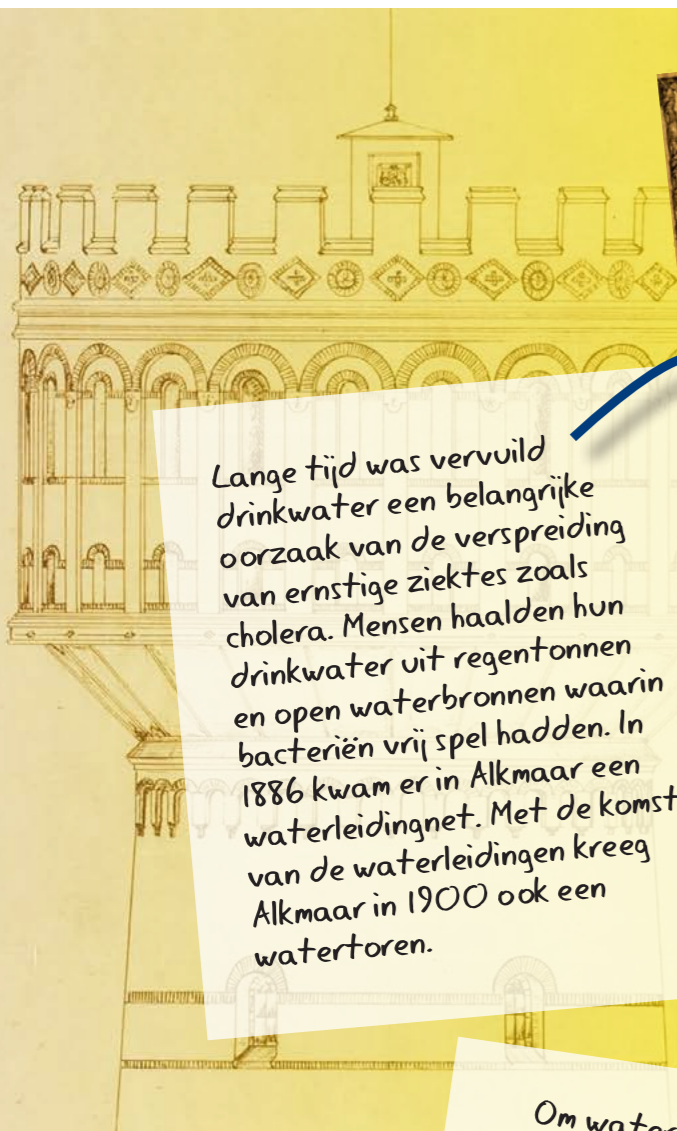 Lange tijd was vervuild
drinkwater een belangrijke
oorzaak van de verspreiding
van ernstige ziektes zoals
cholera. Mensen haalden hun
drinkwater uit regentonnen
en open waterbronnen waarin
bacteriën vrij spel hadden. In
1886 kwam er in Alkmaar een
waterleidingnet. Met de komst
van de waterleidingen kreeg
Alkmaar in 1900 ook een
watertoren.
Om water